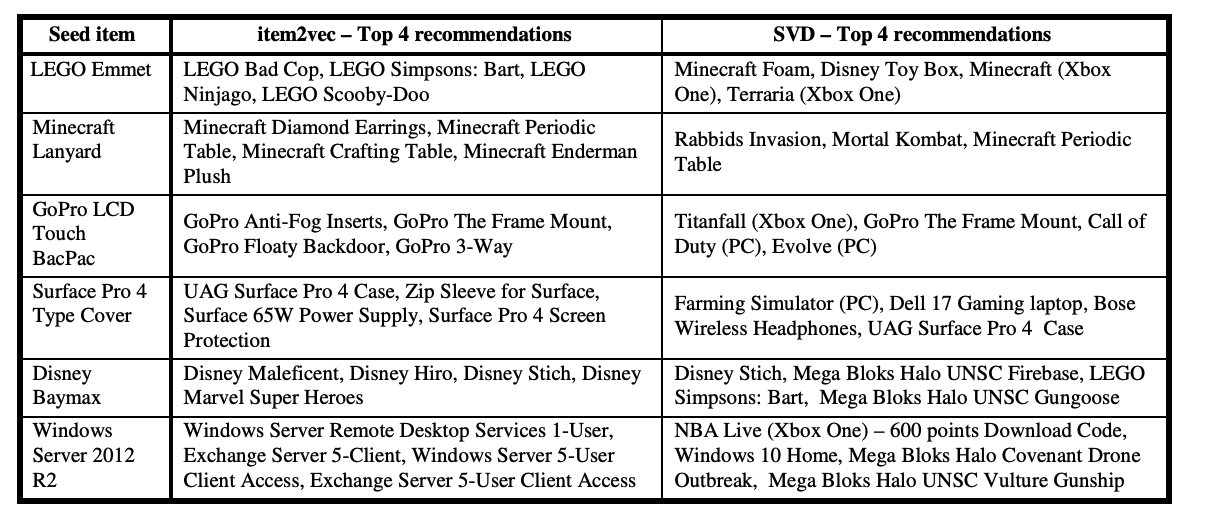 Seed item
item2vec – Top 4 recommendations
SVD – Top 4 recommendations
LEGO Emmet
LEGO Bad Cop, LEGO Simpsons: Bart, LEGO
Ninjago, LEGO Scooby-Doo
Minecraft Foam, Disney Toy Box, Minecraft (Xbox
One), Terraria (Xbox One)
Minecraft
Lanyard
Minecraft Diamond Earrings, Minecraft Periodic
Table, Minecraft Crafting Table, Minecraft Enderman
Plush
Rabbids Invasion, Mortal Kombat, Minecraft Periodic
Table
GoPro LCD
Touch
BacPac
GoPro Anti-Fog Inserts, GoPro The Frame Mount,
GoPro Floaty Backdoor, GoPro 3-Way
Titanfall (Xbox One), GoPro The Frame Mount, Call of
Duty (PC), Evolve (PC)
Surface Pro 4
Type Cover
UAG Surface Pro 4 Case, Zip Sleeve for Surface,
Surface 65W Power Supply, Surface Pro 4 Screen
Protection
Farming Simulator (PC), Dell 17 Gaming laptop, Bose
Wireless Headphones, UAG Surface Pro 4 Case
Disney
Baymax
Disney Maleficent, Disney Hiro, Disney Stich, Disney
Marvel Super Heroes
Disney Stich, Mega Bloks Halo UNSC Firebase, LEGO
Simpsons: Bart, Mega Bloks Halo UNSC Gungoose
Windows
Server 2012
R2
Windows Server Remote Desktop Services 1-User,
Exchange Server 5-Client, Windows Server 5-User
Client Access, Exchange Server 5-User Client Access
NBA Live (Xbox One) – 600 points Download Code,
Windows 10 Home, Mega Bloks Halo Covenant Drone
Outbreak, Mega Bloks Halo UNSC Vulture Gunship